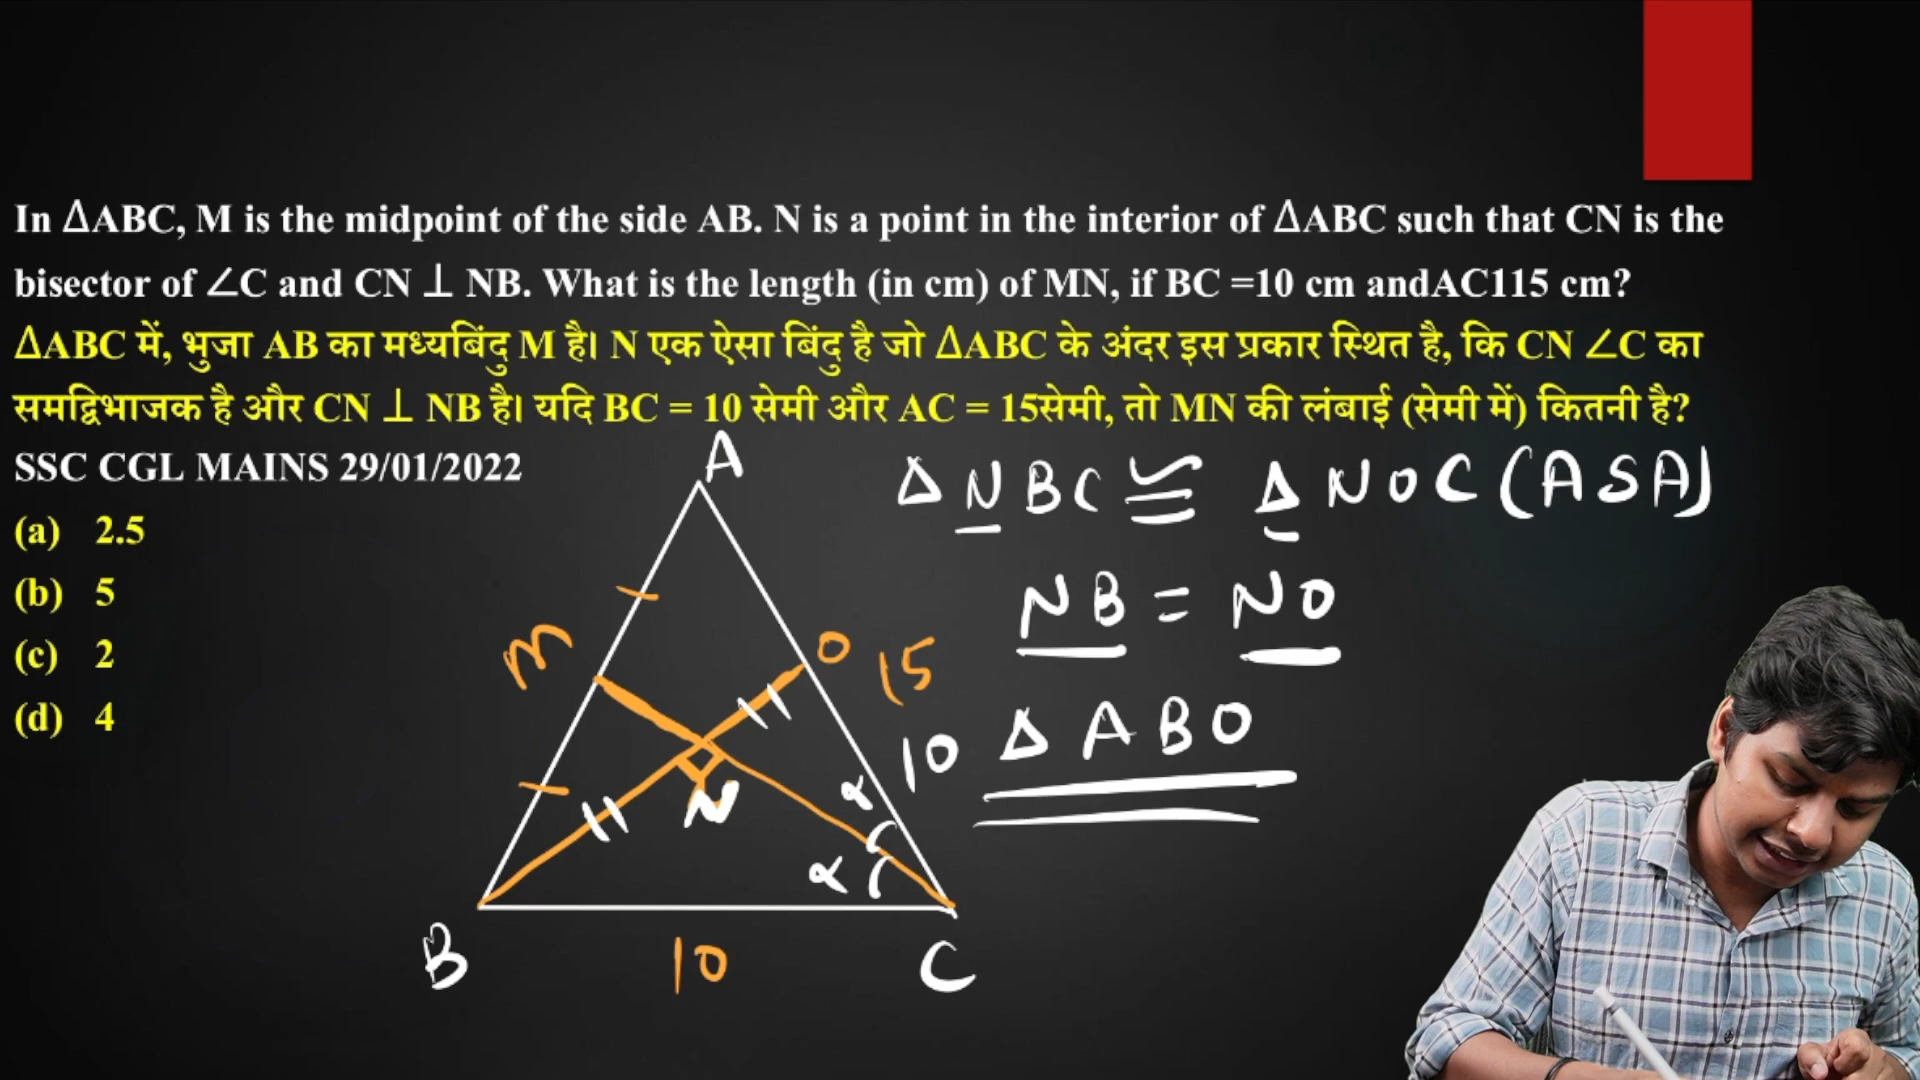 In ΔABC, M is the midpoint of the side AB. N is a point in the interior of ΔABC such that CN is the
bisector of ∠C and CN ⊥ NB. What is the length (in cm) of MN, if BC =10 cm andAC115 cm?
ΔABC में, भुजा AB का मध्यबिंदु M है। N एक ऐसा बिंदु है जो ΔABC के अंदर इस प्रकार स्थित है, कि CN ∠C का
समद्विभाजक है और CN ⊥ NB है। यदि BC = 10 सेमी और AC = 15सेमी, तो MN की लंबाई (सेमी में) कितनी है?
SSC CGL MAINS 29/01/2022
(a) 2.5
(b) 5
(c) 2
(d) 4
A
Δ NBC ≅ Δ NOC (ASA)
NB = NO
M
O
15
10
Δ ABO
N
α
α
B
10
C